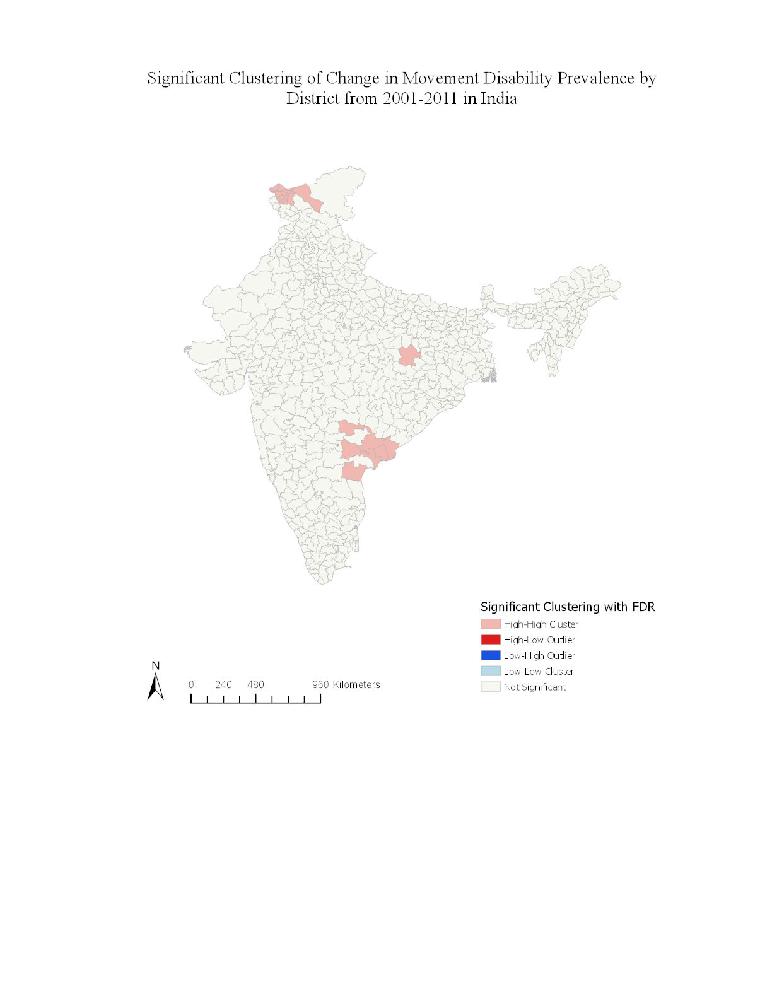 Significant Clustering of Change in Movement Disability Prevalence by
District from 2001-2011 in India
Significant Clustering with FDR
High-High Cluster
High-Low Outlier
Low-High Outlier
Low-Low Cluster
Not Significant
N
0 240 480 960 Kilometers